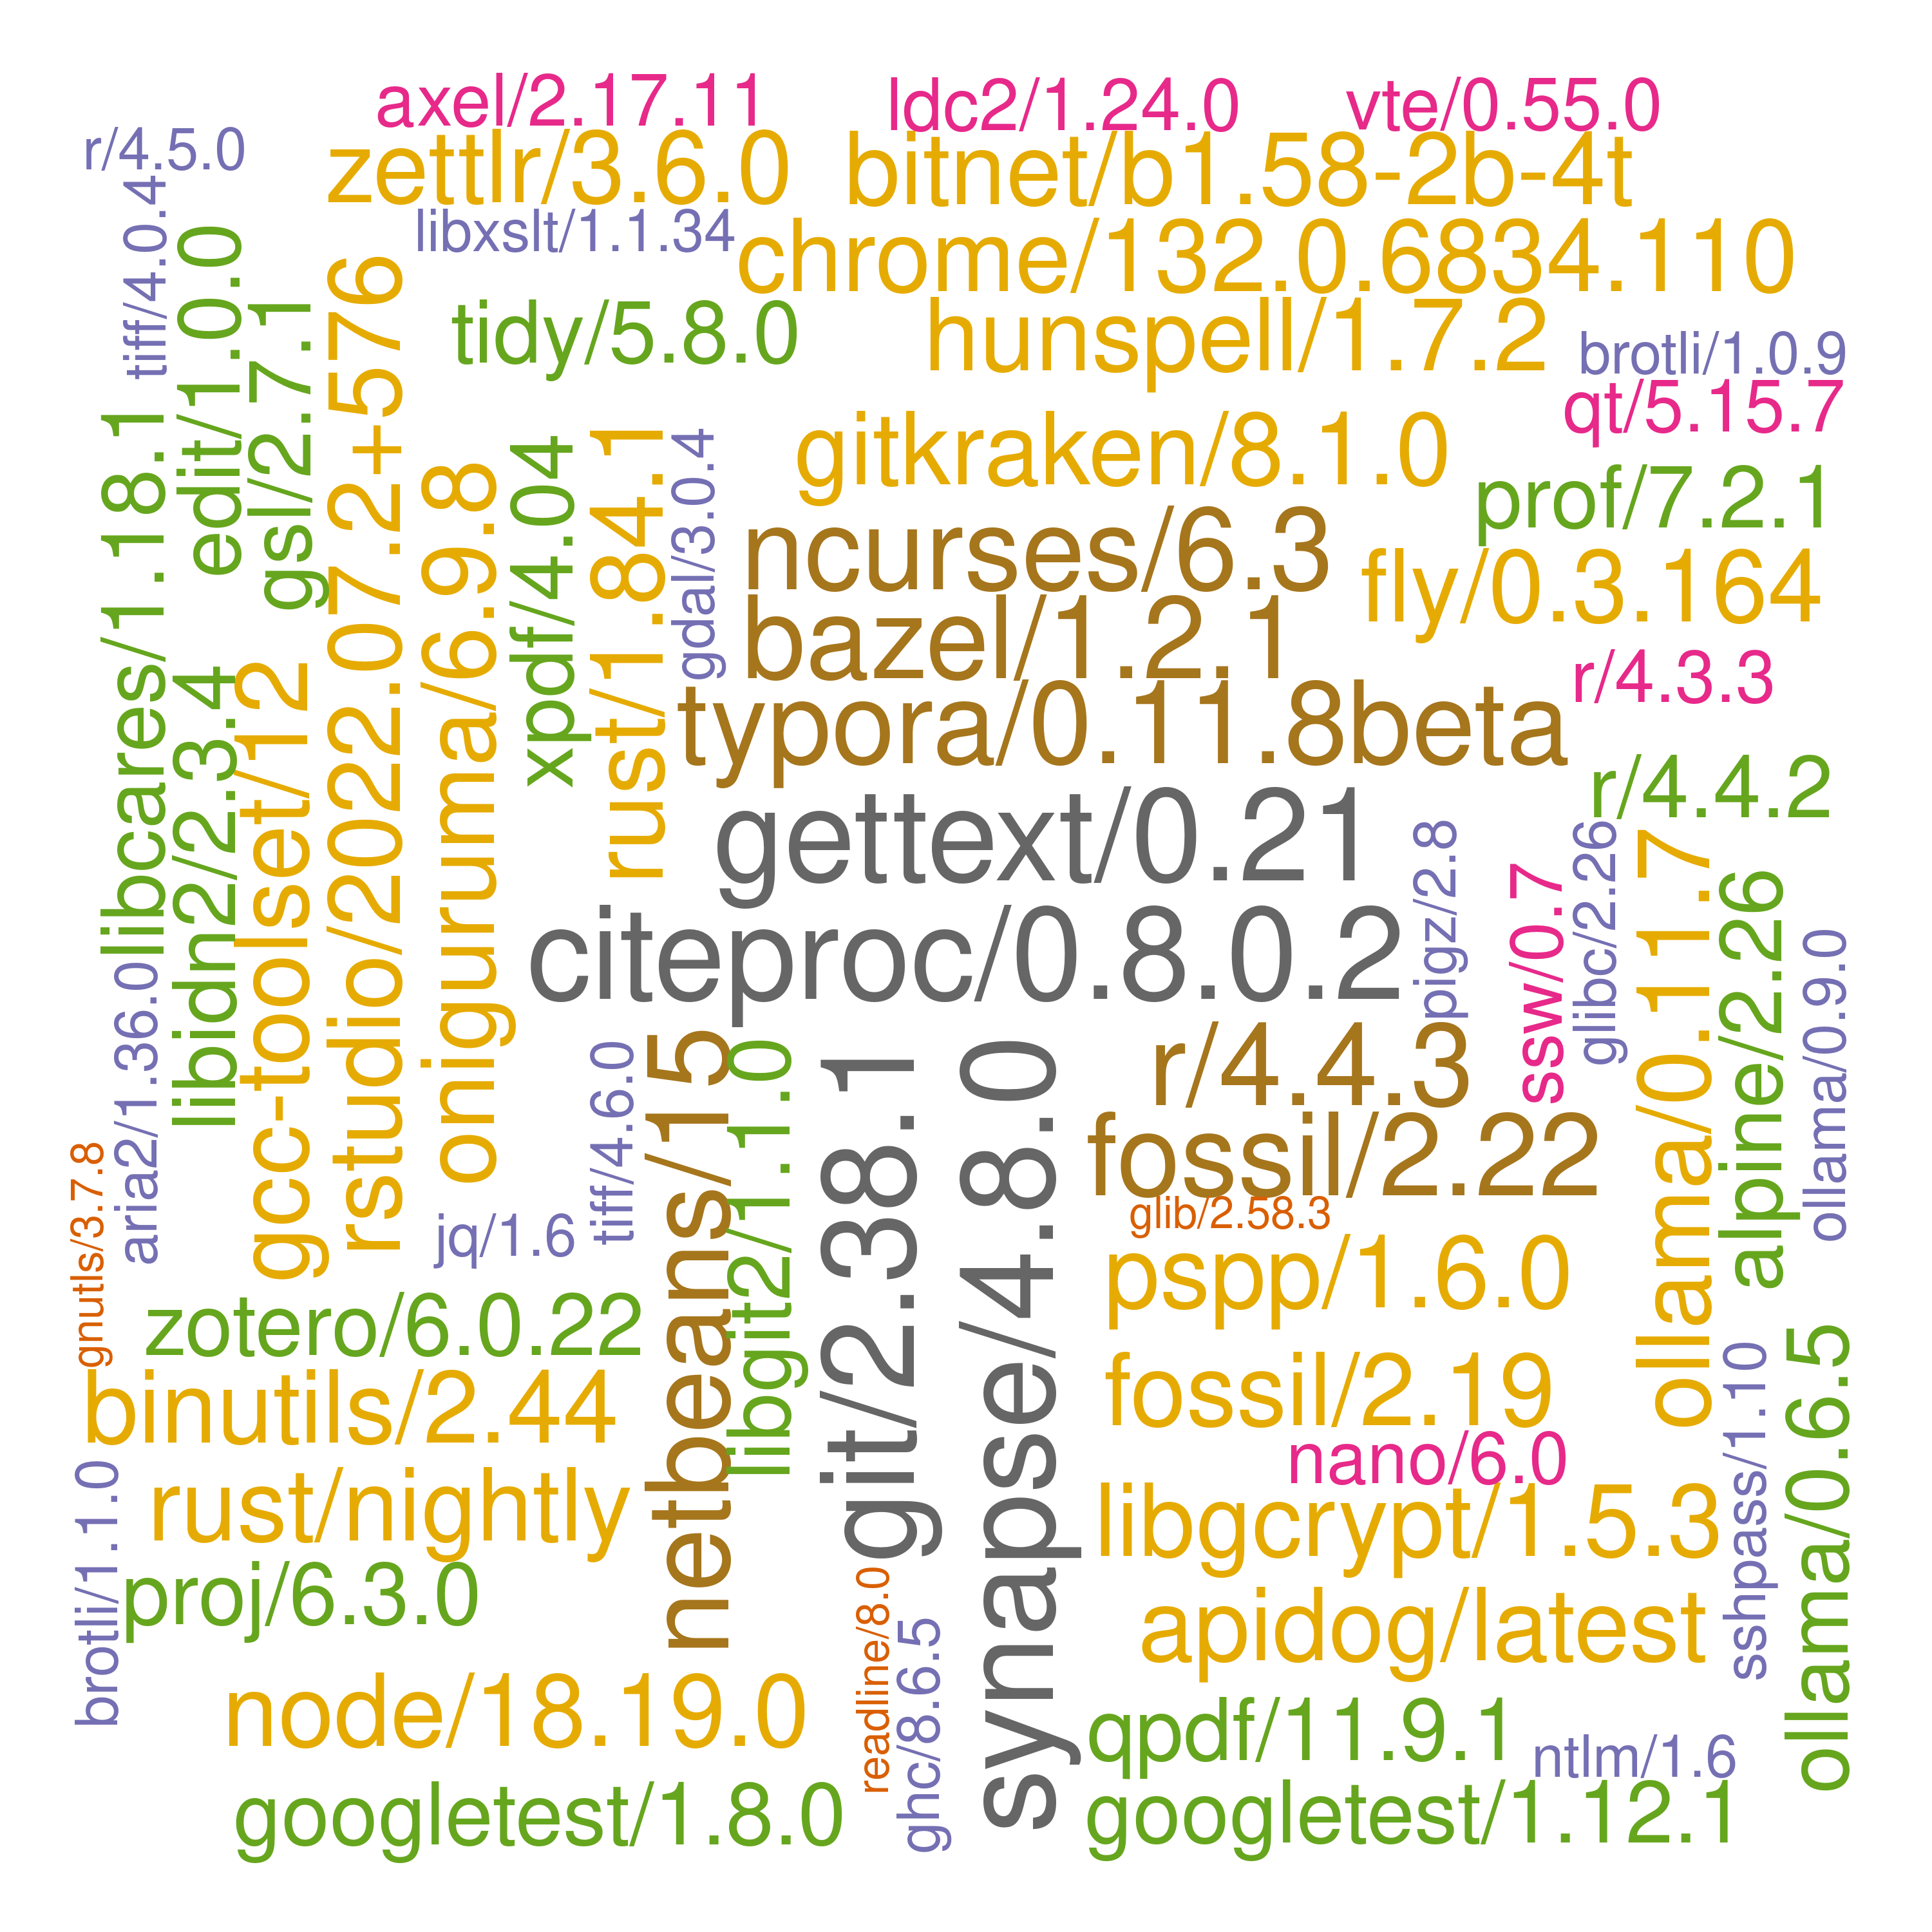 axel/2.17.11
ldc2/1.24.0
vte/0.55.0
r/4.5.0
zettlr/3.6.0
bitnet/b1.58-2b-4t
tiff/4.0.4
libxslt/1.1.34
chrome/132.0.6834.110
edit/1.0.0
gsl/2.7.1
rstudio/2022.07.2+576
tidy/5.8.0
hunspell/1.7.2
brotli/1.0.9
qt/5.15.7
libcares/1.18.1
oniguruma/6.9.8
xpdf/4.04
rust/1.84.1
gdal/3.0.4
gitkraken/8.1.0
prof/7.2.1
ncurses/6.3
fly/0.3.164
bazel/1.2.1
r/4.3.3
libidn2/2.3.4
gcc-toolset/12
typora/0.11.8beta
r/4.4.2
gettext/0.21
pigz/2.8
ssw/0.7
glibc/2.26
ollama/0.11.7
alpine/2.26
citeproc/0.8.0.2
ollama/0.9.0
aria2/1.36.0
tiff/4.6.0
netbeans/15
libgit2/1.1.0
git/2.38.1
synapse/4.8.0
r/4.4.3
fossil/2.22
gnutls/3.7.8
jq/1.6
glib/2.58.3
pspp/1.6.0
zotero/6.0.22
binutils/2.44
fossil/2.19
sshpass/1.10
ollama/0.6.5
nano/6.0
brotli/1.1.0
rust/nightly
libgcrypt/1.5.3
proj/6.3.0
readline/8.0
ghc/8.6.5
apidog/latest
node/18.19.0
qpdf/11.9.1
ntlm/1.6
googletest/1.8.0
googletest/1.12.1